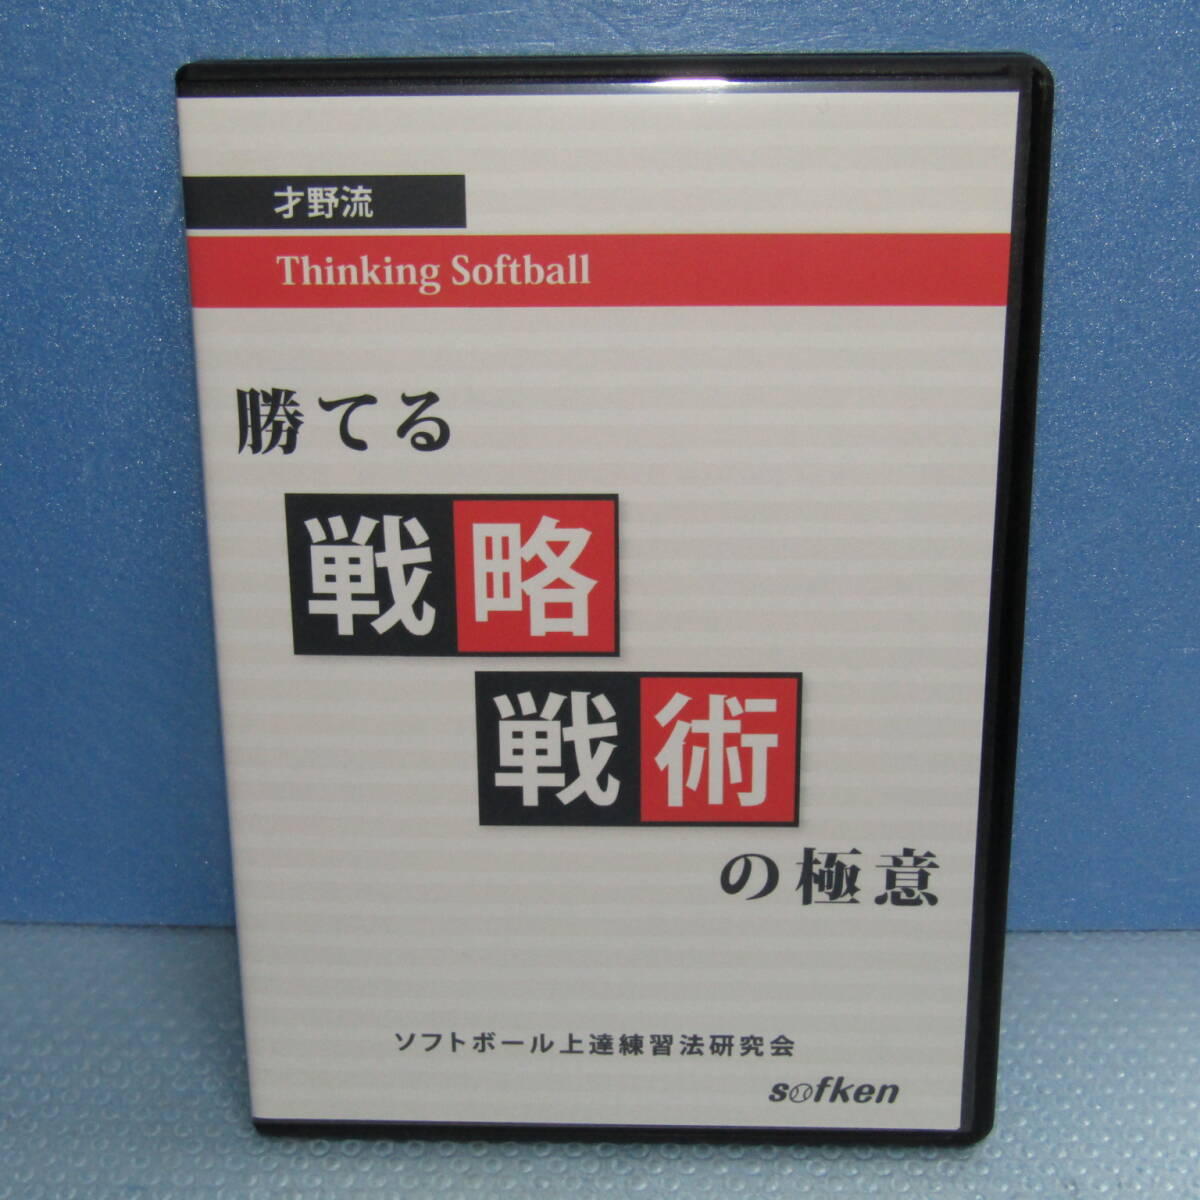 才野流
Thinking Softball
勝てる
戦略
戦術
の極意
ソフトボール上達練習法研究会
sofken